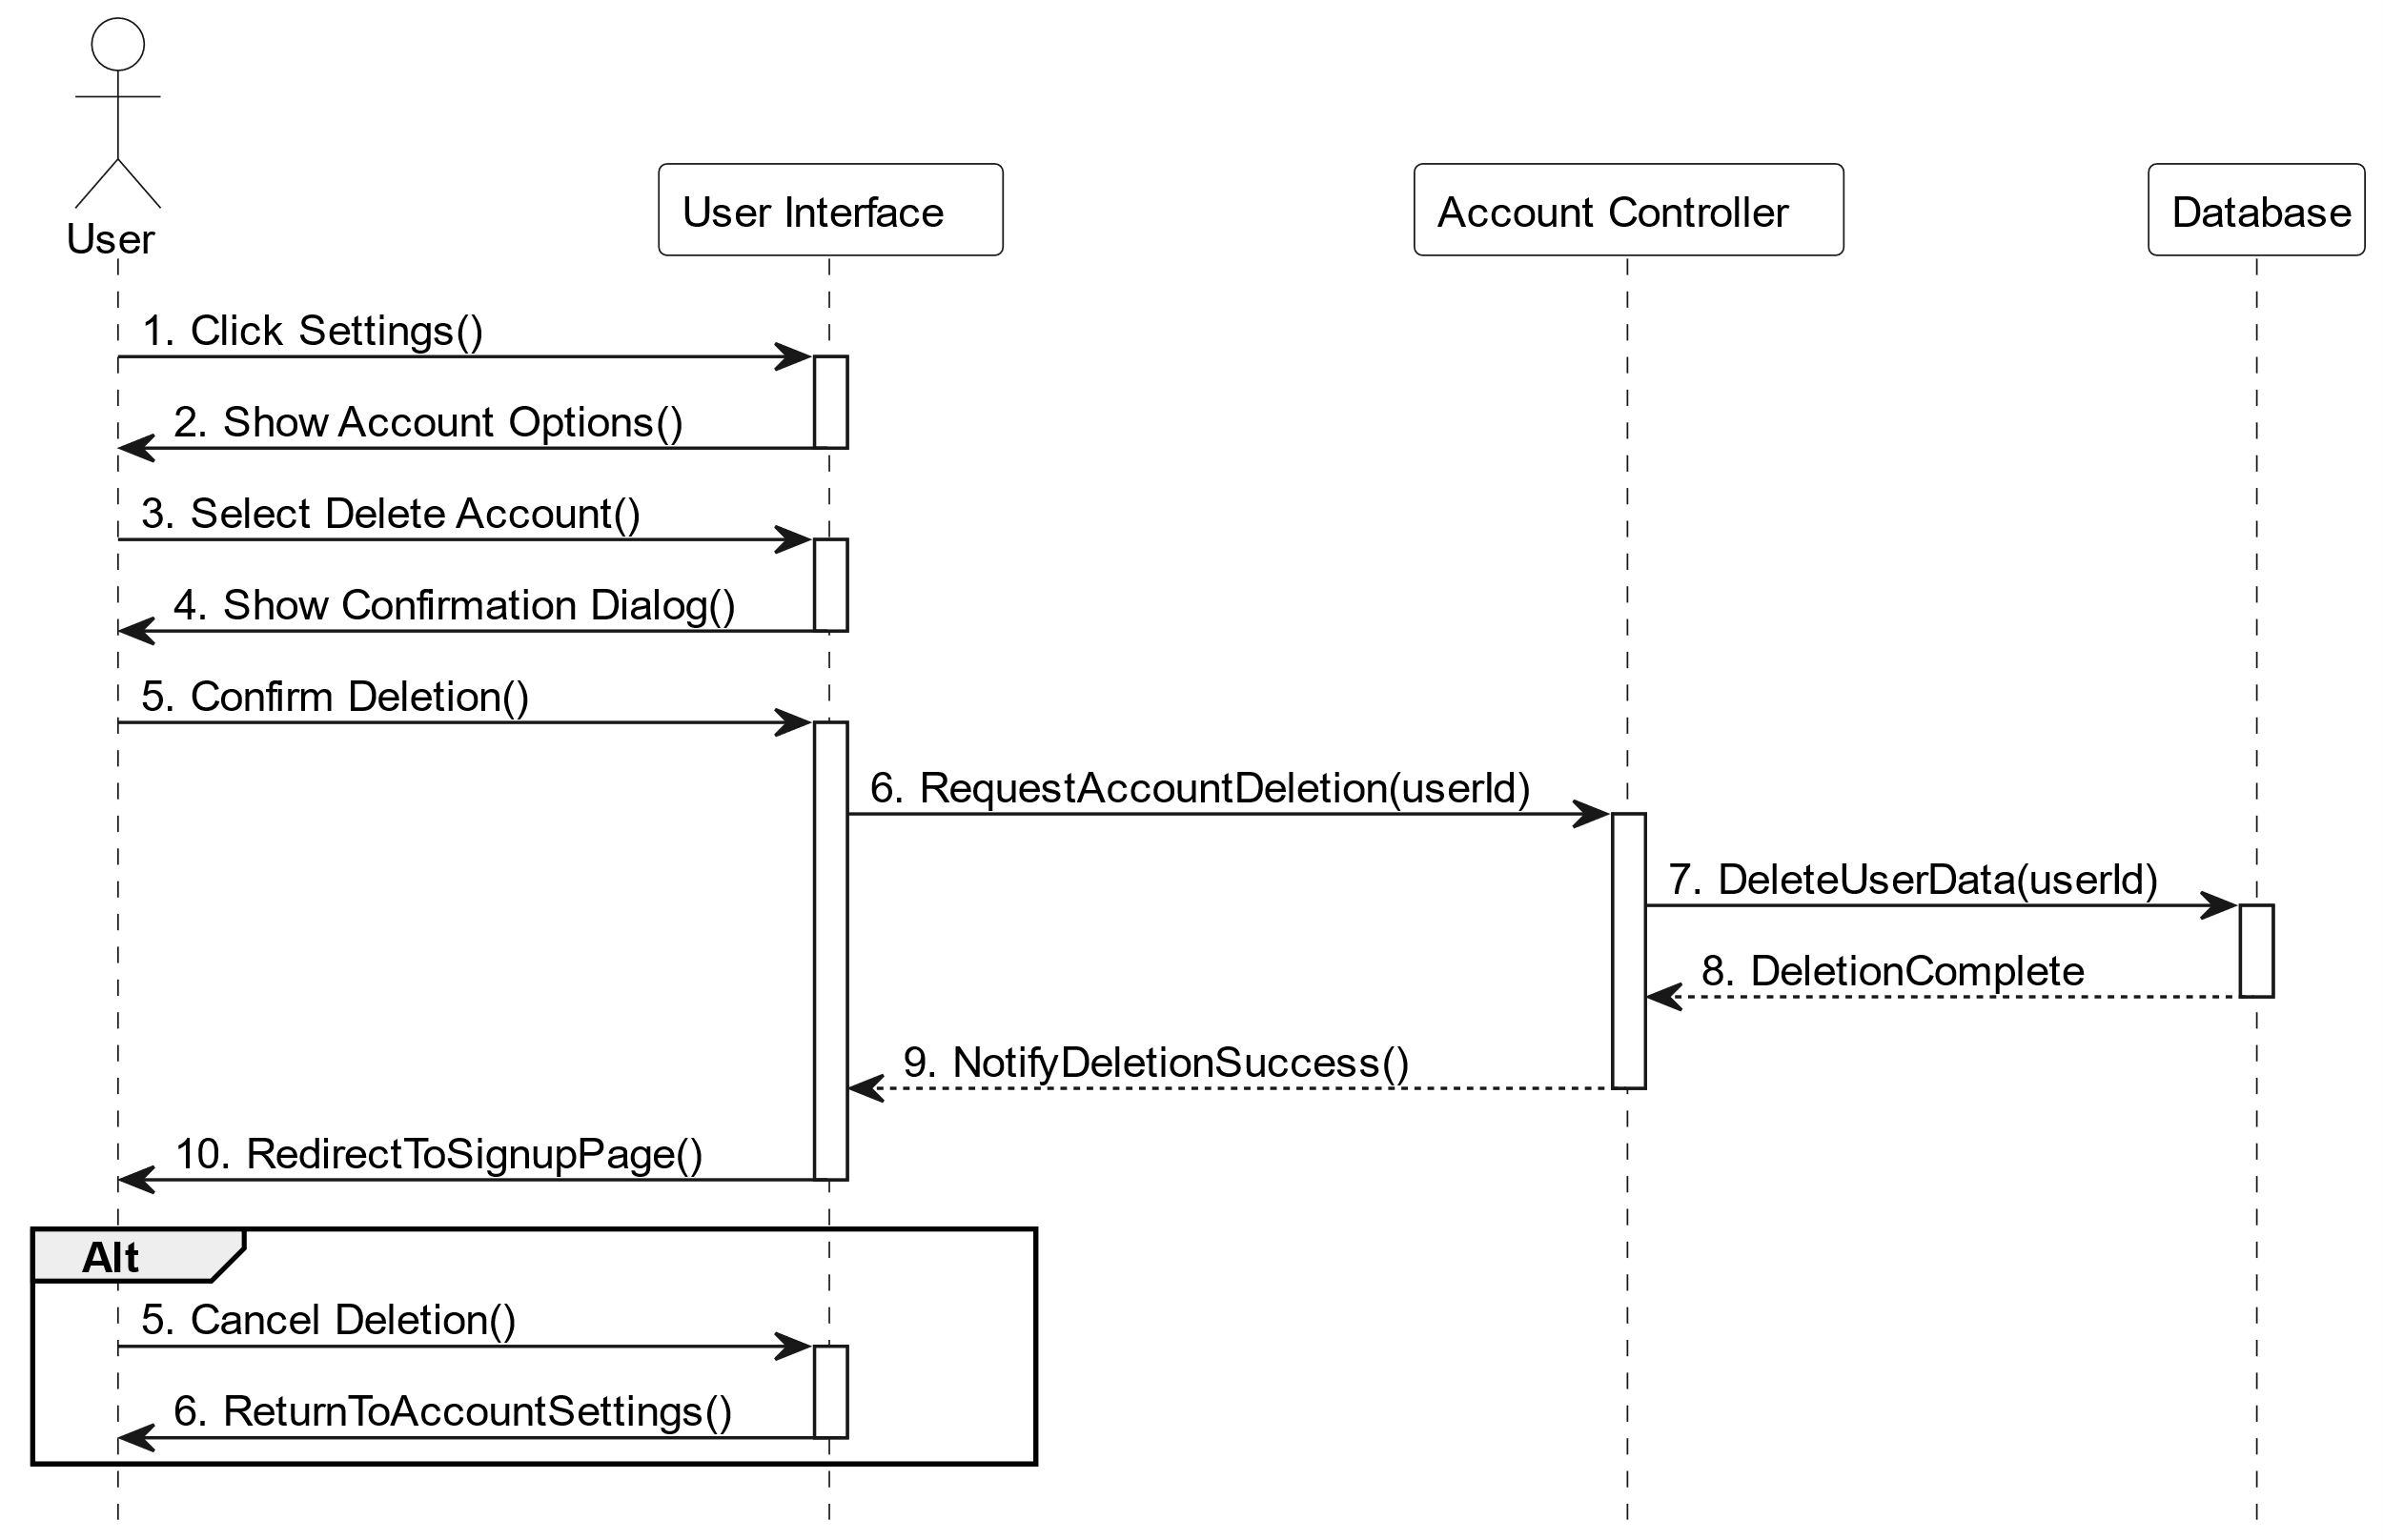 User
User Interface
Account Controller
Database
1. Click Settings()
2. Show Account Options()
3. Select Delete Account()
4. Show Confirmation Dialog()
5. Confirm Deletion()
6. RequestAccountDeletion(userId)
7. DeleteUserData(userId)
8. DeletionComplete
9. NotifyDeletionSuccess()
10. RedirectToSignupPage()
Alt
5. Cancel Deletion()
6. ReturnToAccountSettings()